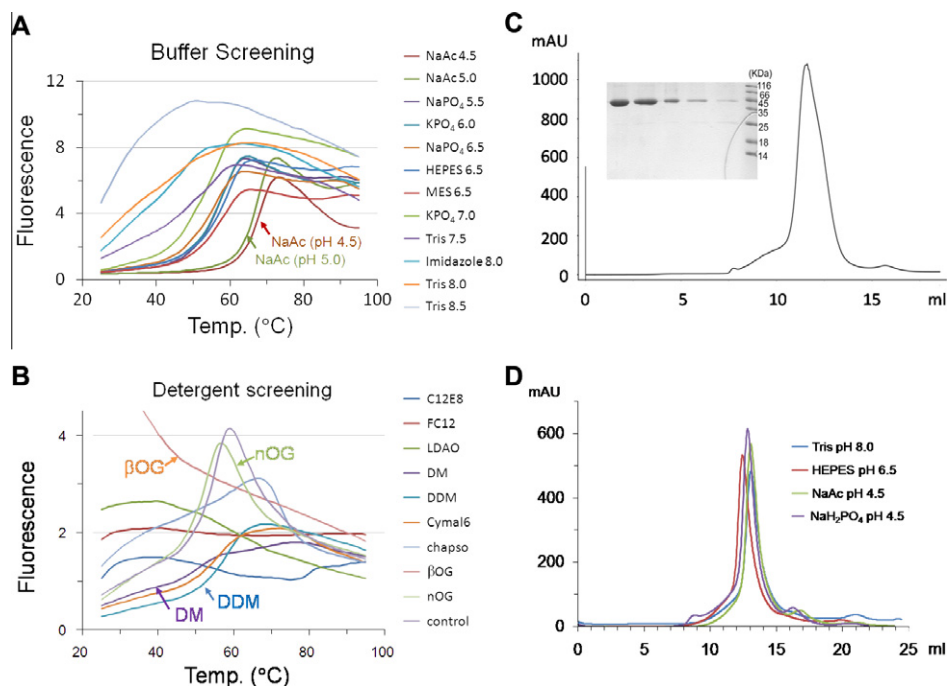 A
Buffer Screening
12
8
4
0
20
40
60
80
100
Fluorescence
Temp. (°C)
NaAc (pH 4.5)
NaAc (pH 5.0)
NaAc 4.5
NaAc 5.0
NaPO₄ 5.5
KPO₄ 6.0
NaPO₄ 6.5
HEPES 6.5
MES 6.5
KPO₄ 7.0
Tris 7.5
Imidazole 8.0
Tris 8.0
Tris 8.5
B
Detergent screening
4
2
0
20
40
60
80
100
Fluorescence
Temp. (°C)
βOG
nOG
DM
DDM
C12E8
FC12
LDAO
DM
DDM
Cymal6
chapso
βOG
nOG
control
C
mAU
1000
800
600
400
200
0
0
5
10
15
ml
(KDa)
116
66
45
35
25
18
14
D
mAU
600
400
200
0
0
5
10
15
20
25
ml
Tris pH 8.0
HEPES pH 6.5
NaAc pH 4.5
NaH₂PO₄ pH 4.5